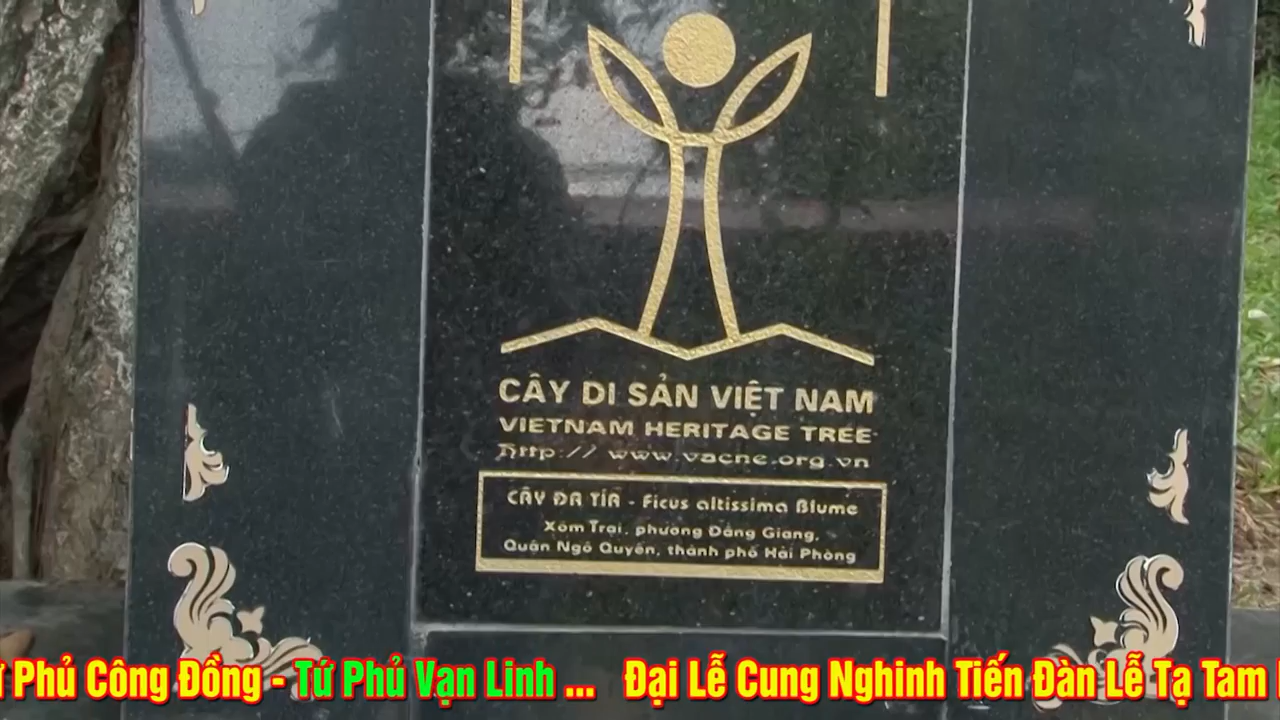 CÂY DI SẢN VIỆT NAM
VIETNAM HERITAGE TREE
http:// www.vacne.org.vn
CÂY ĐA TÍA - Ficus altissima Blume
Xóm Trại, phường Đằng Giang,
Quận Ngô Quyền, thành phố Hải Phòng
Phủ Công Đồng - Tứ Phủ Vạn Linh ... Đại Lễ Cung Nghinh Tiến Đàn Lễ Tạ Tam